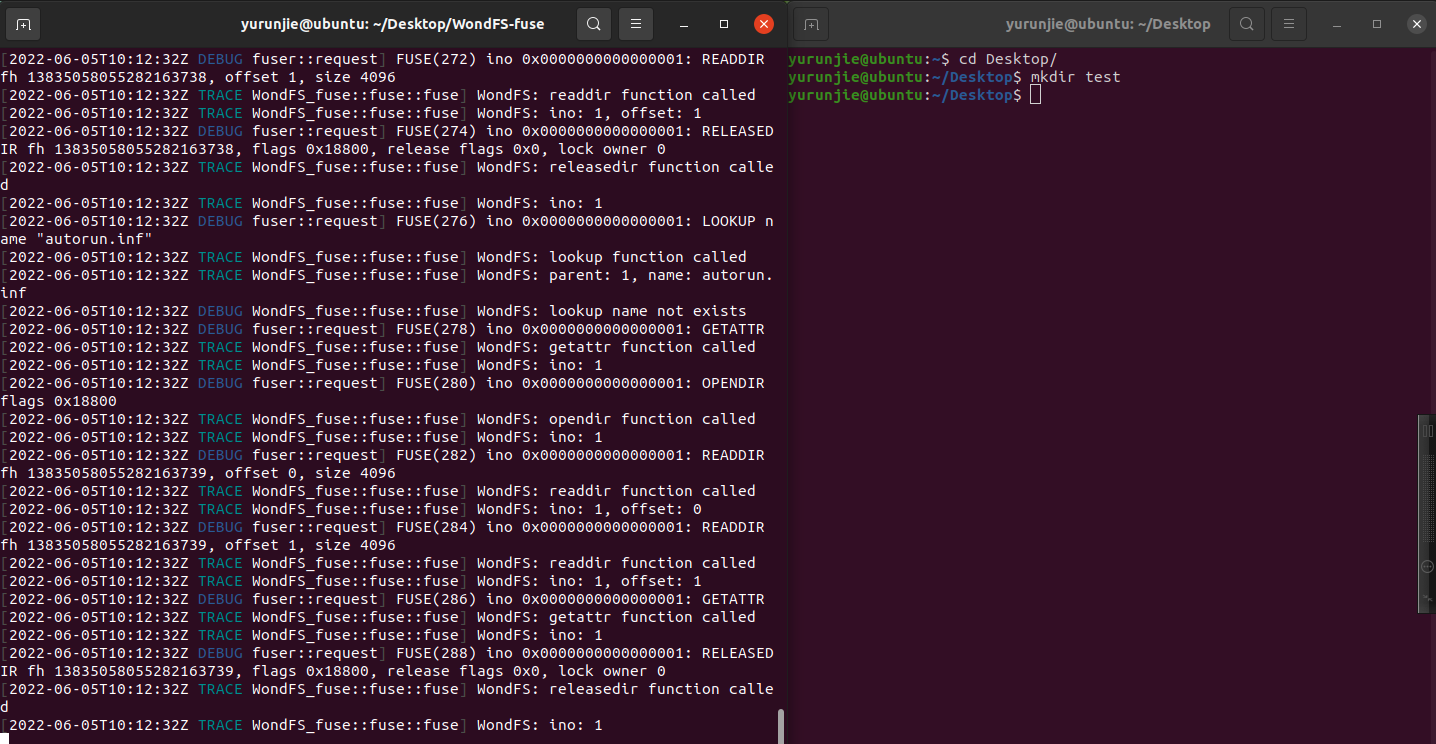 yurunjie@ubuntu: ~/Desktop/WondFS-fuse
[2022-06-05T10:12:32Z DEBUG fuser::request] FUSE(272) ino 0x0000000000000001: READDIR
fh 13835058055282163738, offset 1, size 4096
[2022-06-05T10:12:32Z TRACE WondFS_fuse::fuse::fuse] WondFS: readdir function called
[2022-06-05T10:12:32Z TRACE WondFS_fuse::fuse::fuse] WondFS: ino: 1, offset: 1
[2022-06-05T10:12:32Z DEBUG fuser::request] FUSE(274) ino 0x0000000000000001: RELEASED
IR fh 13835058055282163738, flags 0x18800, release flags 0x0, lock owner 0
[2022-06-05T10:12:32Z TRACE WondFS_fuse::fuse::fuse] WondFS: releasedir function calle
d
[2022-06-05T10:12:32Z TRACE WondFS_fuse::fuse::fuse] WondFS: ino: 1
[2022-06-05T10:12:32Z DEBUG fuser::request] FUSE(276) ino 0x0000000000000001: LOOKUP n
ame "autorun.inf"
[2022-06-05T10:12:32Z TRACE WondFS_fuse::fuse::fuse] WondFS: lookup function called
[2022-06-05T10:12:32Z TRACE WondFS_fuse::fuse::fuse] WondFS: parent: 1, name: autorun.
inf
[2022-06-05T10:12:32Z DEBUG WondFS_fuse::fuse::fuse] WondFS: lookup name not exists
[2022-06-05T10:12:32Z DEBUG fuser::request] FUSE(278) ino 0x0000000000000001: GETATTR
[2022-06-05T10:12:32Z TRACE WondFS_fuse::fuse::fuse] WondFS: getattr function called
[2022-06-05T10:12:32Z TRACE WondFS_fuse::fuse::fuse] WondFS: ino: 1
[2022-06-05T10:12:32Z DEBUG fuser::request] FUSE(280) ino 0x0000000000000001: OPENDIR
flags 0x18800
[2022-06-05T10:12:32Z TRACE WondFS_fuse::fuse::fuse] WondFS: opendir function called
[2022-06-05T10:12:32Z TRACE WondFS_fuse::fuse::fuse] WondFS: ino: 1
[2022-06-05T10:12:32Z DEBUG fuser::request] FUSE(282) ino 0x0000000000000001: READDIR
fh 13835058055282163739, offset 0, size 4096
[2022-06-05T10:12:32Z TRACE WondFS_fuse::fuse::fuse] WondFS: readdir function called
[2022-06-05T10:12:32Z TRACE WondFS_fuse::fuse::fuse] WondFS: ino: 1, offset: 0
[2022-06-05T10:12:32Z DEBUG fuser::request] FUSE(284) ino 0x0000000000000001: READDIR
fh 13835058055282163739, offset 1, size 4096
[2022-06-05T10:12:32Z TRACE WondFS_fuse::fuse::fuse] WondFS: readdir function called
[2022-06-05T10:12:32Z TRACE WondFS_fuse::fuse::fuse] WondFS: ino: 1, offset: 1
[2022-06-05T10:12:32Z DEBUG fuser::request] FUSE(286) ino 0x0000000000000001: GETATTR
[2022-06-05T10:12:32Z TRACE WondFS_fuse::fuse::fuse] WondFS: getattr function called
[2022-06-05T10:12:32Z TRACE WondFS_fuse::fuse::fuse] WondFS: ino: 1
[2022-06-05T10:12:32Z DEBUG fuser::request] FUSE(288) ino 0x0000000000000001: RELEASED
IR fh 13835058055282163739, flags 0x18800, release flags 0x0, lock owner 0
[2022-06-05T10:12:32Z TRACE WondFS_fuse::fuse::fuse] WondFS: releasedir function calle
d
[2022-06-05T10:12:32Z TRACE WondFS_fuse::fuse::fuse] WondFS: ino: 1
yurunjie@ubuntu: ~/Desktop
yurunjie@ubuntu:~$ cd Desktop/
yurunjie@ubuntu:~/Desktop$ mkdir test
yurunjie@ubuntu:~/Desktop$